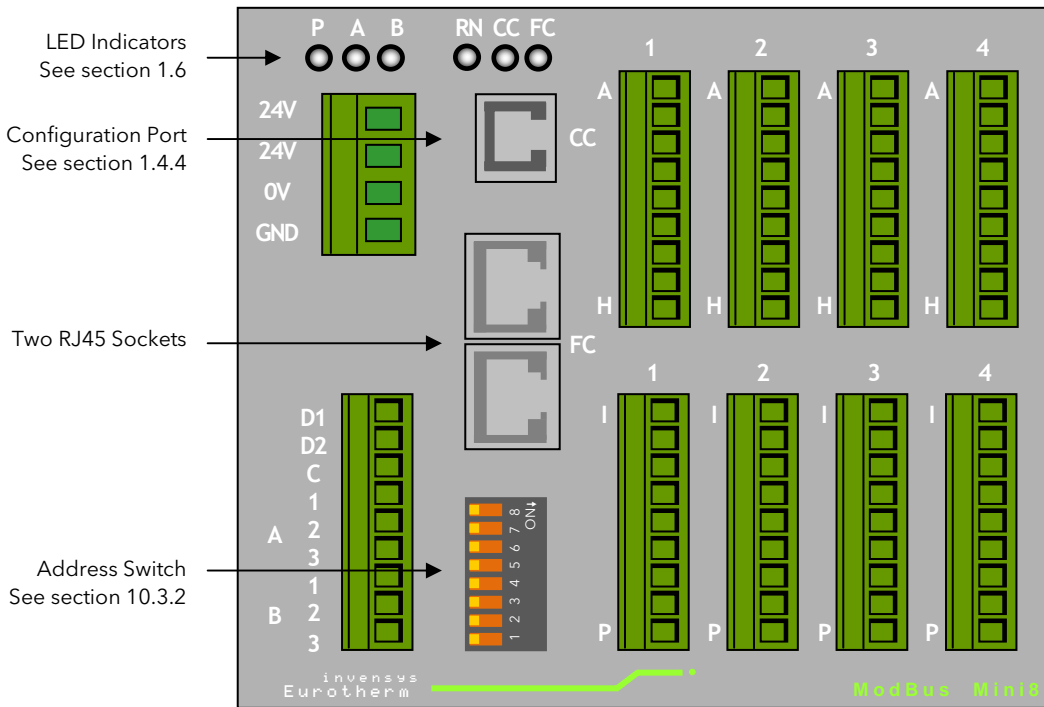 LED Indicators
See section 1.6
P A B
RN CC FC
1 2 3 4
24V
24V
0V
GND
Configuration Port
See section 1.4.4
CC
A A A A
H H H H
Two RJ45 Sockets
FC
1 2 3 4
I I I I
P P P P
D1
D2
C
1
A 2
3
1
B 2
3
Address Switch
See section 10.3.2
ON
8
7
6
5
4
3
2
1
invensys
Eurotherm
ModBus Mini8